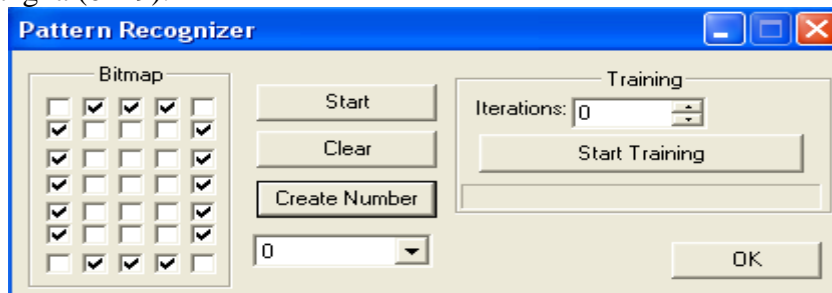 Pattern Recognizer
Bitmap
Start
Clear
Create Number
0
Training
Iterations: 0
Start Training
OK